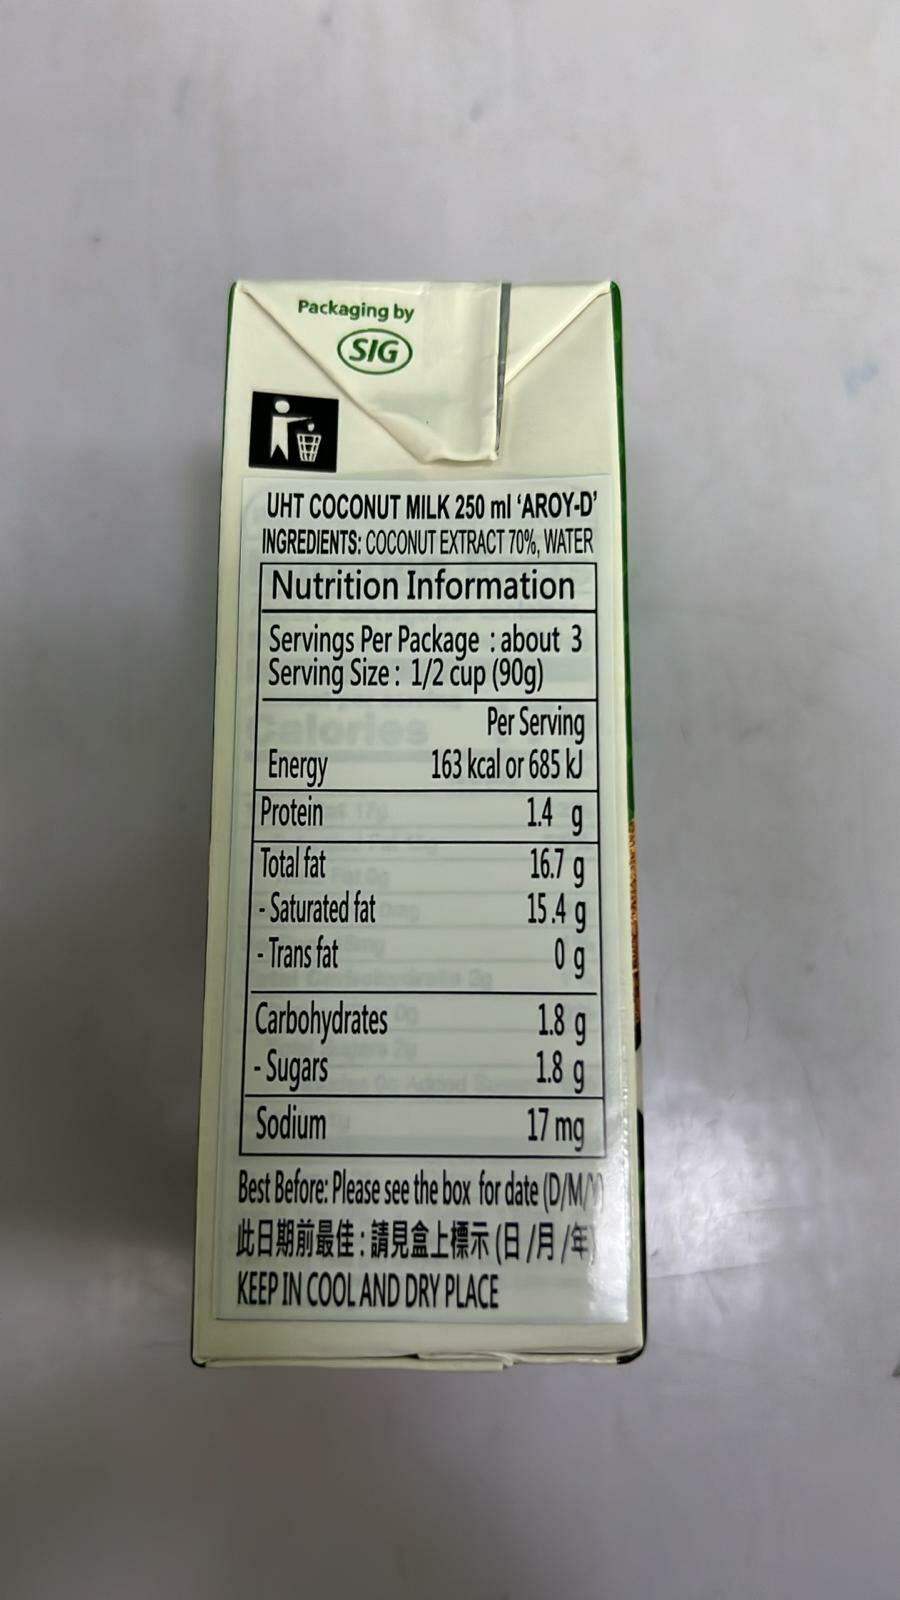 Packaging by
SIG
UHT COCONUT MILK 250 ml ‘AROY-D’
INGREDIENTS: COCONUT EXTRACT 70%, WATER
Nutrition Information
Servings Per Package : about 3
Serving Size : 1/2 cup (90g)
Per Serving
Energy 163 kcal or 685 kJ
Protein 1.4 g
Total fat 16.7 g
- Saturated fat 15.4 g
- Trans fat 0 g
Carbohydrates 1.8 g
- Sugars 1.8 g
Sodium 17 mg
Best Before: Please see the box for date (D/M/Y)
此日期前最佳 : 請見盒上標示 (日 /月 /年)
KEEP IN COOL AND DRY PLACE